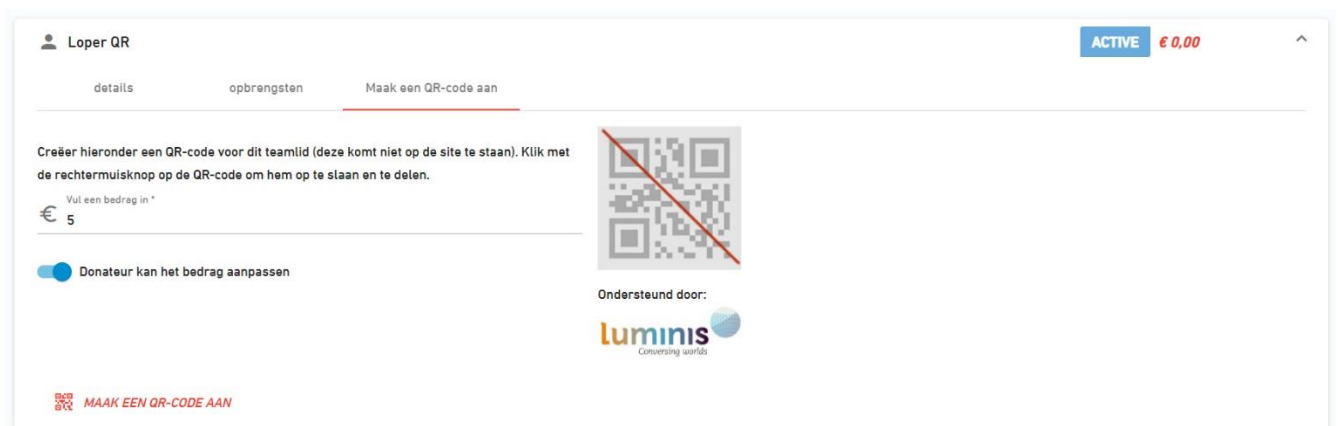 Loper QR
ACTIVE € 0,00
details opbrengsten Maak een QR-code aan
Creëer hieronder een QR-code voor dit teamlid (deze komt niet op de site te staan). Klik met
de rechtermuisknop op de QR-code om hem op te slaan en te delen.
Vul een bedrag in *
€ 5
Donateur kan het bedrag aanpassen
Ondersteund door:
luminis
Conversing worlds
MAAK EEN QR-CODE AAN